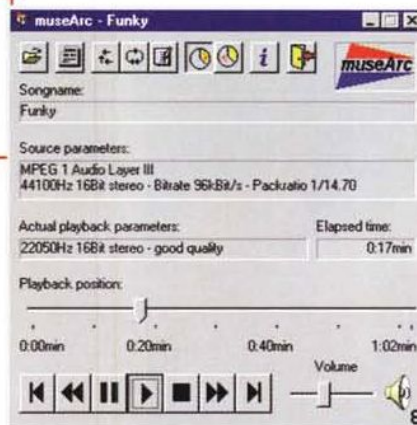 museArc - Funky
museArc
Songname:
Funky
Source parameters:
MPEG 1 Audio Layer III
44100Hz 16Bit stereo - Bitrate 96kBit/s - Packratio 1/14.70
Actual playback parameters:
Elapsed time:
22050Hz 16Bit stereo - good quality
0:17min
Playback position:
0:00min 0:20min 0:40min 1:02min
Volume
8